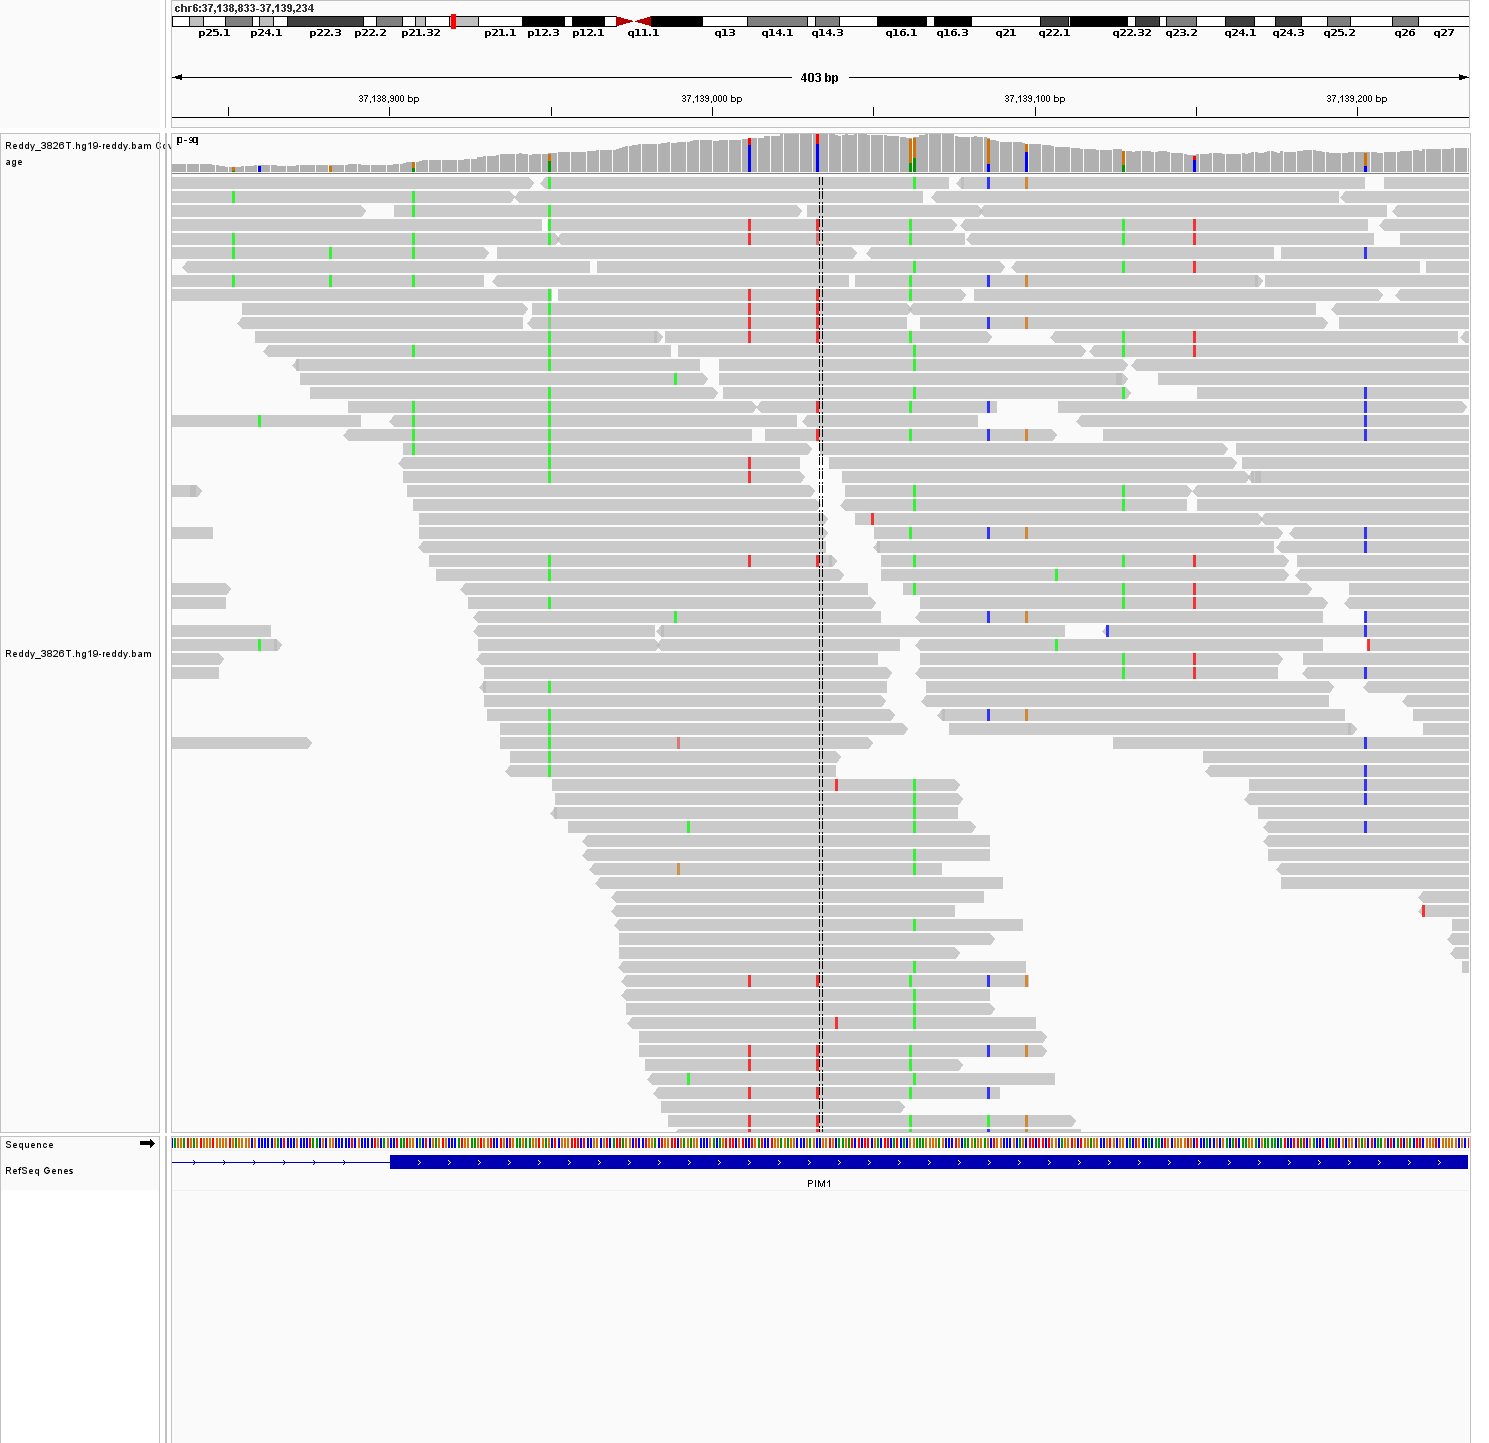 chr6:37,138,833-37,139,234
p25.1 p24.1 p22.3 p22.2 p21.32 p21.1 p12.3 p12.1 q11.1 q13 q14.1 q14.3 q16.1 q16.3 q21 q22.1 q22.32 q23.2 q24.1 q24.3 q25.2 q26 q27
403 bp
37,138,900 bp 37,139,000 bp 37,139,100 bp 37,139,200 bp
Reddy_3826T.hg19-reddy.bam Cov
age
Reddy_3826T.hg19-reddy.bam
Sequence
RefSeq Genes
PIM1